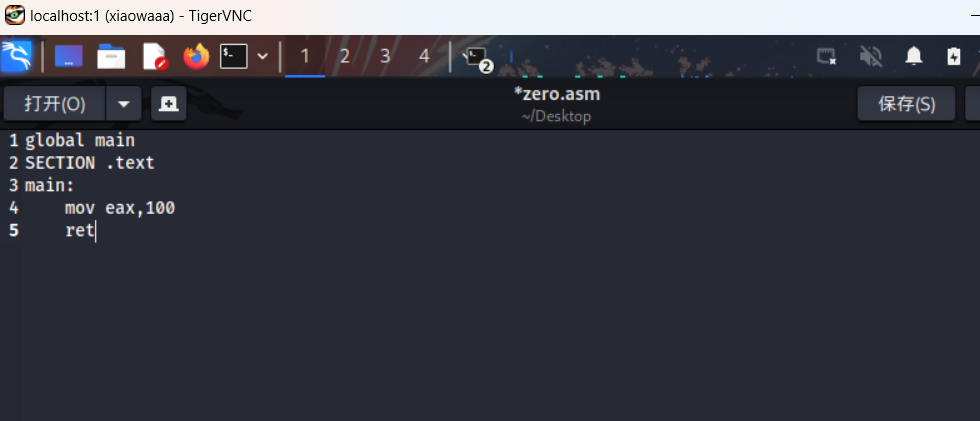 localhost:1 (xiaowaaa) - TigerVNC
1 2 3 4 2
打开(O) *zero.asm 保存(S)
~/Desktop
1 global main
2 SECTION .text
3 main:
4     mov eax,100
5     ret